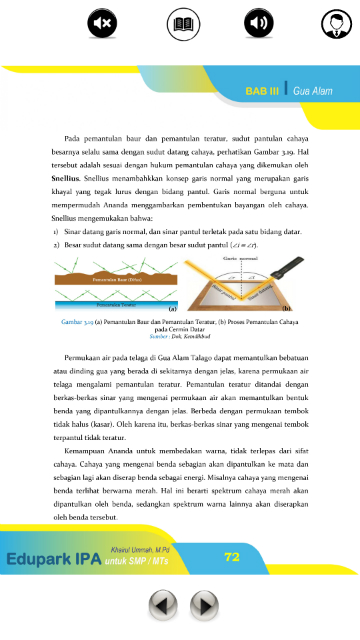 BAB III Gua Alam
Pada pemantulan baur dan pemantulan teratur, sudut pantulan cahaya
besarnya selalu sama dengan sudut datang cahaya, perhatikan Gambar 3.19. Hal
tersebut adalah sesuai dengan hukum pemantulan cahaya yang dikemukan oleh
Snellius. Snellius menambahkkan konsep garis normal yang merupakan garis
khayal yang tegak lurus dengan bidang pantul. Garis normal berguna untuk
mempermudah Ananda menggambarkan pembentukan bayangan oleh cahaya.
Snellius mengemukakan bahwa:
1) Sinar datang garis normal, dan sinar pantul terletak pada satu bidang datar.
2) Besar sudut datang sama dengan besar sudut pantul (∠i = ∠r).
Garis normal
Pemantulan Baur (Difus)
Pemantulan Teratur
Sinar pantul
Sinar datang
(a)
(b)
Gambar 3.19 (a) Pemantulan Baur dan Pemantulan Teratur, (b) Proses Pemantulan Cahaya
pada Cermin Datar
Sumber : Dok, Kemdikbud
Permukaan air pada telaga di Gua Alam Talago dapat memantulkan bebatuan
atau dinding gua yang berada di sekitarnya dengan jelas, karena permukaan air
telaga mengalami pemantulan teratur. Pemantulan teratur ditandai dengan
berkas-berkas sinar yang mengenai permukaan air akan memantulkan bentuk
benda yang dipantulkannya dengan jelas. Berbeda dengan permukaan tembok
tidak halus (kasar). Oleh karena itu, berkas-berkas sinar yang mengenai tembok
terpantul tidak teratur.
Kemampuan Ananda untuk membedakan warna, tidak terlepas dari sifat
cahaya. Cahaya yang mengenai benda sebagian akan dipantulkan ke mata dan
sebagian lagi akan diserap benda sebagai energi. Misalnya cahaya yang mengenai
benda terlihat berwarna merah. Hal ini berarti spektrum cahaya merah akan
dipantulkan oleh benda, sedangkan spektrum warna lainnya akan diserapkan
oleh benda tersebut.
Khairul Ummah, M.Pd
Edupark IPA untuk SMP / MTs
72